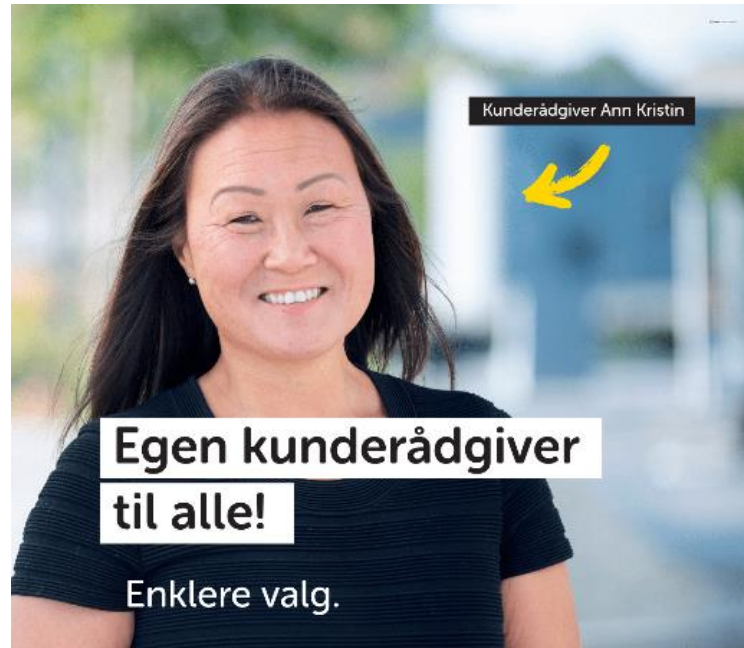 Kunderådgiver Ann Kristin
Egen kunderådgiver
til alle!
Enklere valg.